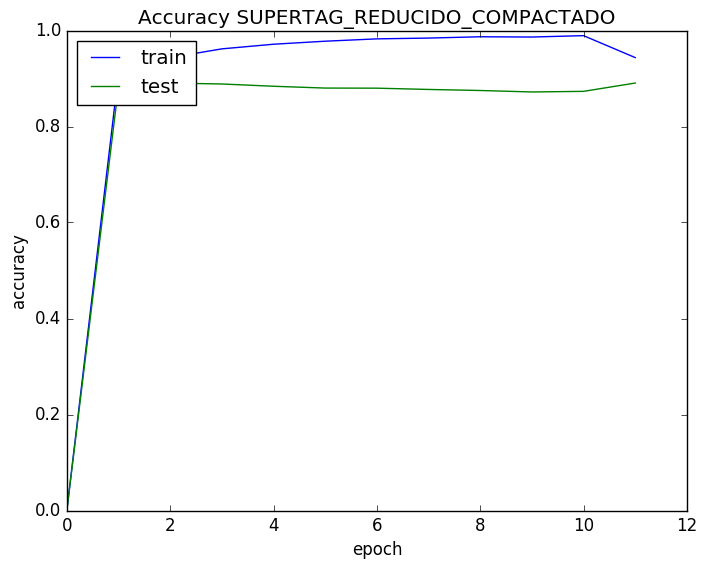 Accuracy SUPERTAG_REDUCIDO_COMPACTADO
train
test
accuracy
1.0
0.8
0.6
0.4
0.2
0.0
0 2 4 6 8 10 12
epoch